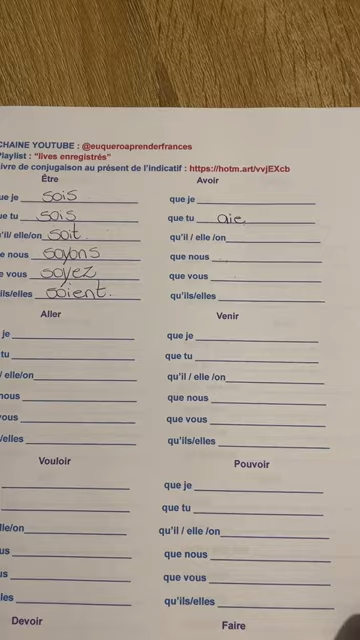 CHAINE YOUTUBE : @euqueroaprenderfrances
Playlist : "lives enregistrés"
ivre de conjugaison au présent de l'indicatif : https://hotm.art/vvjEXcb
Être
ue je sois
ue tu sois
'il/ elle/on soit
e nous soyons
e vous soyez
ils/elles soient.
Avoir
que je
que tu aie,
qu'il / elle /on
que nous
que vous
qu'ils/elles
Aller
je
tu
/ elle/on
nous
vous
/elles
Venir
que je
que tu
qu'il / elle /on
que nous
que vous
qu'ils/elles
Vouloir
lle/on
us
s
les
Pouvoir
que je
que tu
qu'il / elle /on
que nous
que vous
qu'ils/elles
Devoir
Faire